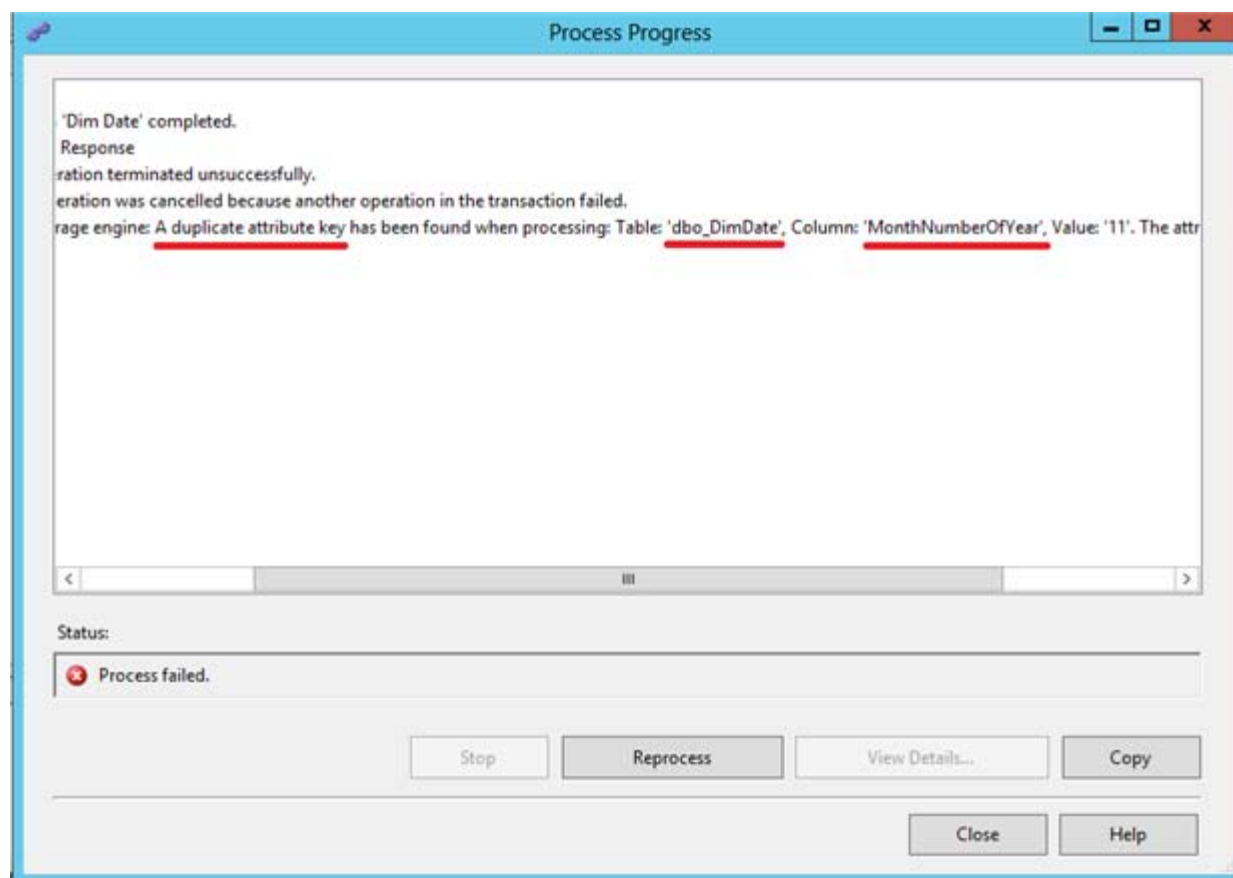 Process Progress
'Dim Date' completed.
Response
eration terminated unsuccessfully.
eration was cancelled because another operation in the transaction failed.
rage engine: A duplicate attribute key has been found when processing: Table: 'dbo_DimDate', Column: 'MonthNumberOfYear', Value: '11'. The attr
Status:
Process failed.
Stop Reprocess View Details... Copy
Close Help